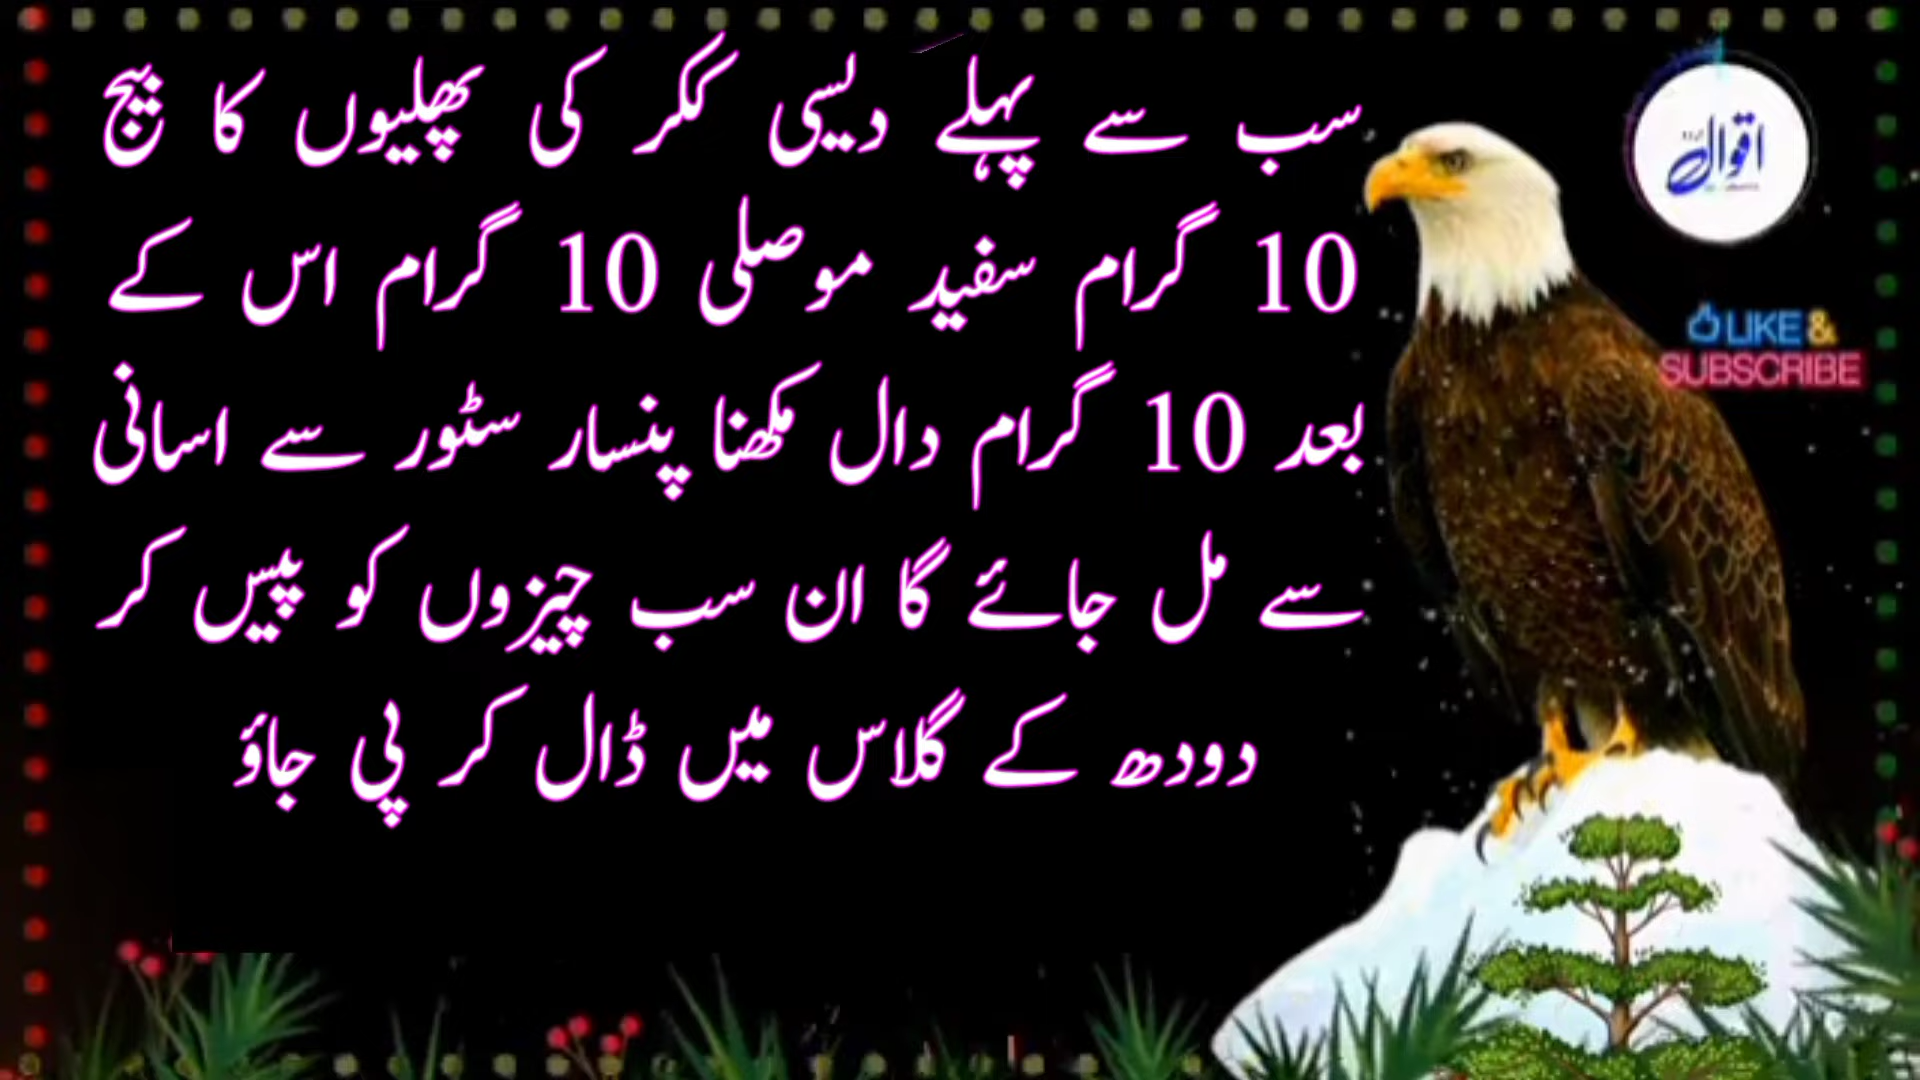 سب سے پہلے دیسی ککر کی پھلیوں کا بیج
10 گرام سفید موصلی 10 گرام اس کے
بعد 10 گرام دال مکھنا پنسار سٹور سے اسانی
سے مل جائے گا ان سب چیزوں کو پیس کر
دودھ کے گلاس میں ڈال کر پی جاؤ
اقوال
LIKE &
SUBSCRIBE